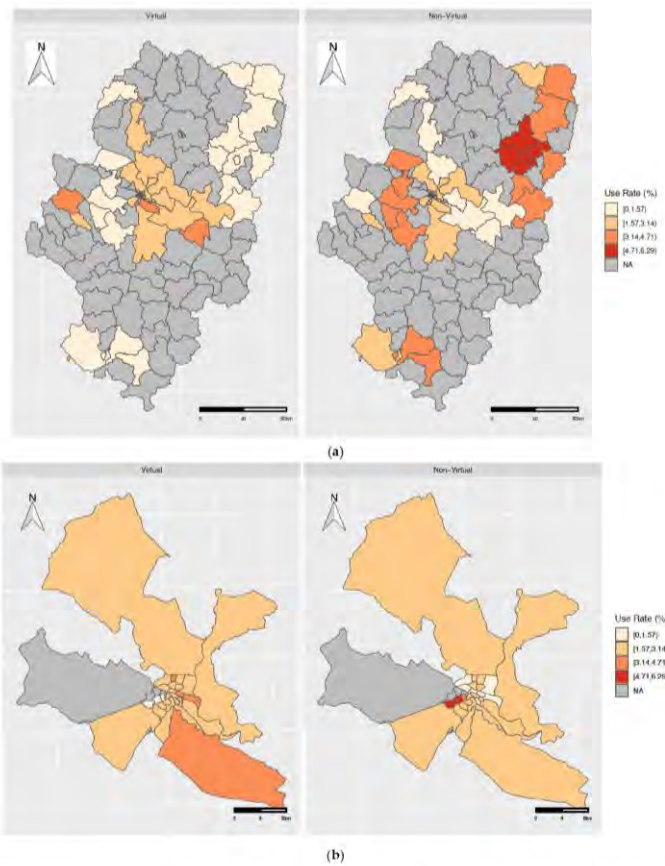 Virtual
Non-Virtual
N
N
Use Rate (%)
[0,1.57)
[1.57,3.14)
[3.14,4.71)
[4.71,6.29)
NA
(a)
Virtual
Non-Virtual
N
N
Use Rate (%
[0,1.57)
[1.57,3.14
[3.14,4.71
[4.71,6.29
NA
(b)